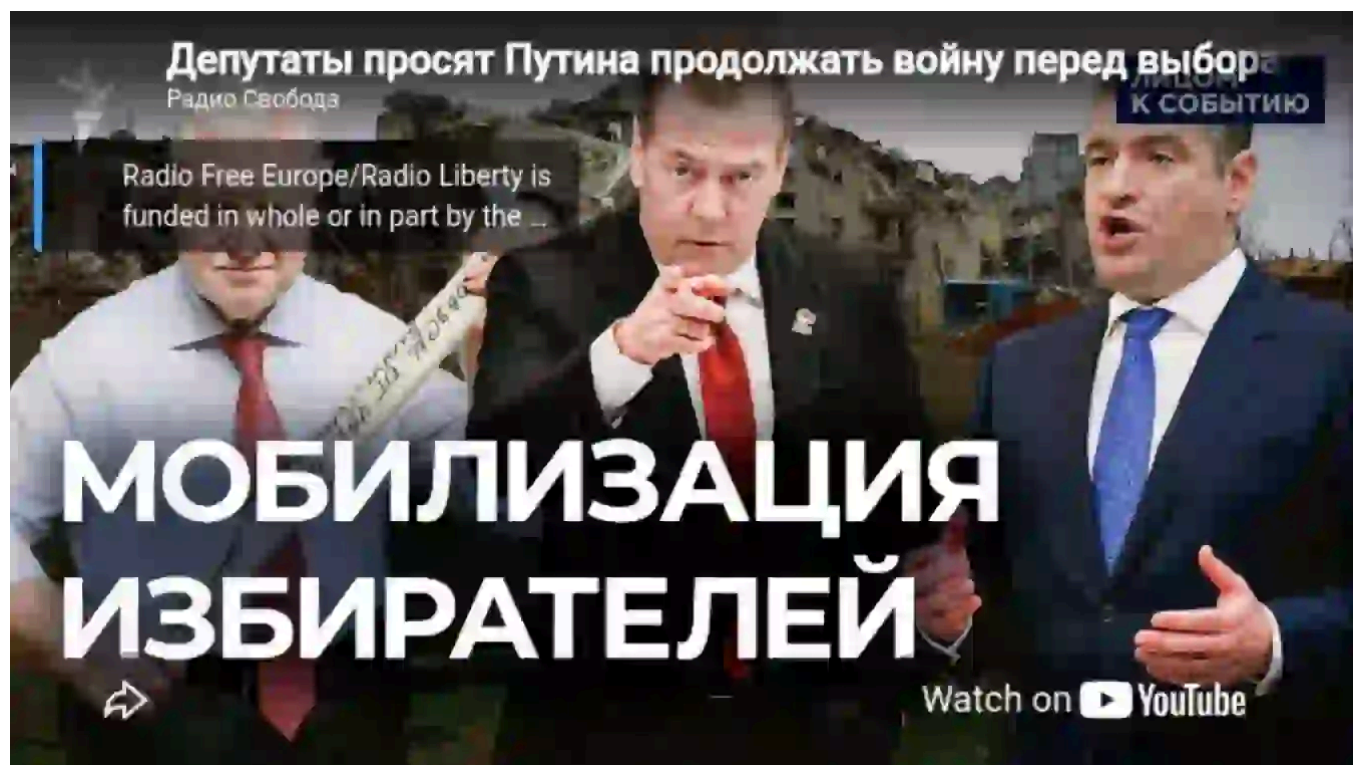 Депутаты просят Путина продолжать войну перед выбора
Радио Свобода
ЛИЦОМ
К СОБЫТИЮ
Radio Free Europe/Radio Liberty is
funded in whole or in part by the ...
МОБИЛИЗАЦИЯ
ИЗБИРАТЕЛЕЙ
Watch on YouTube